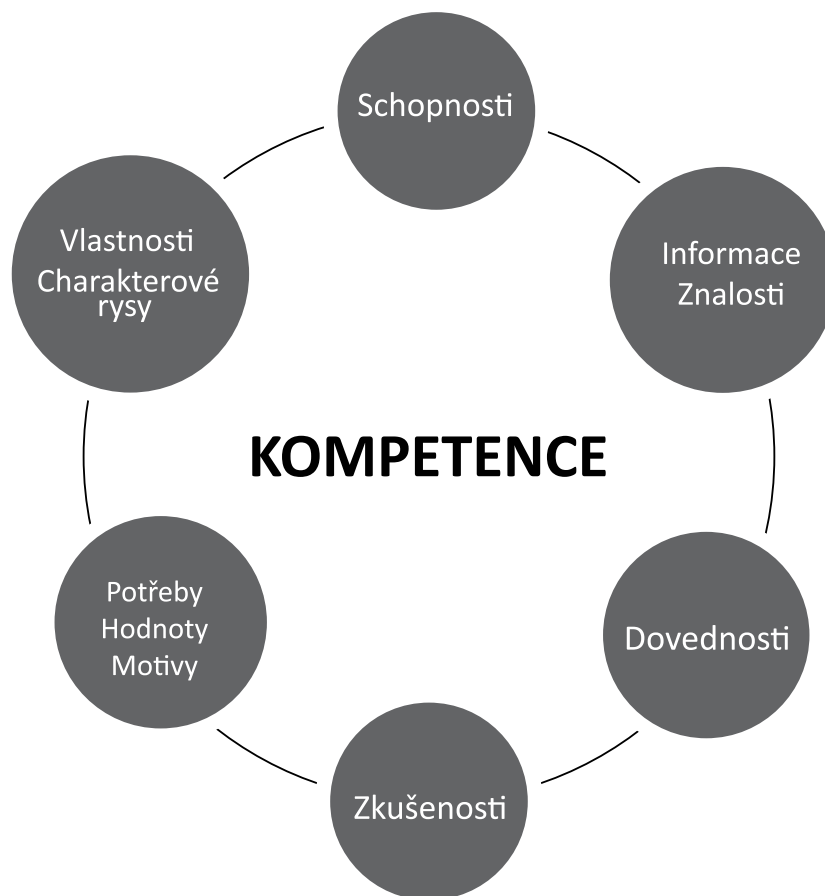 Schopnosti
Informace
Znalosti
Dovednosti
Zkušenosti
Potřeby
Hodnoty
Motivy
Vlastnosti
Charakterové
rysy
KOMPETENCE